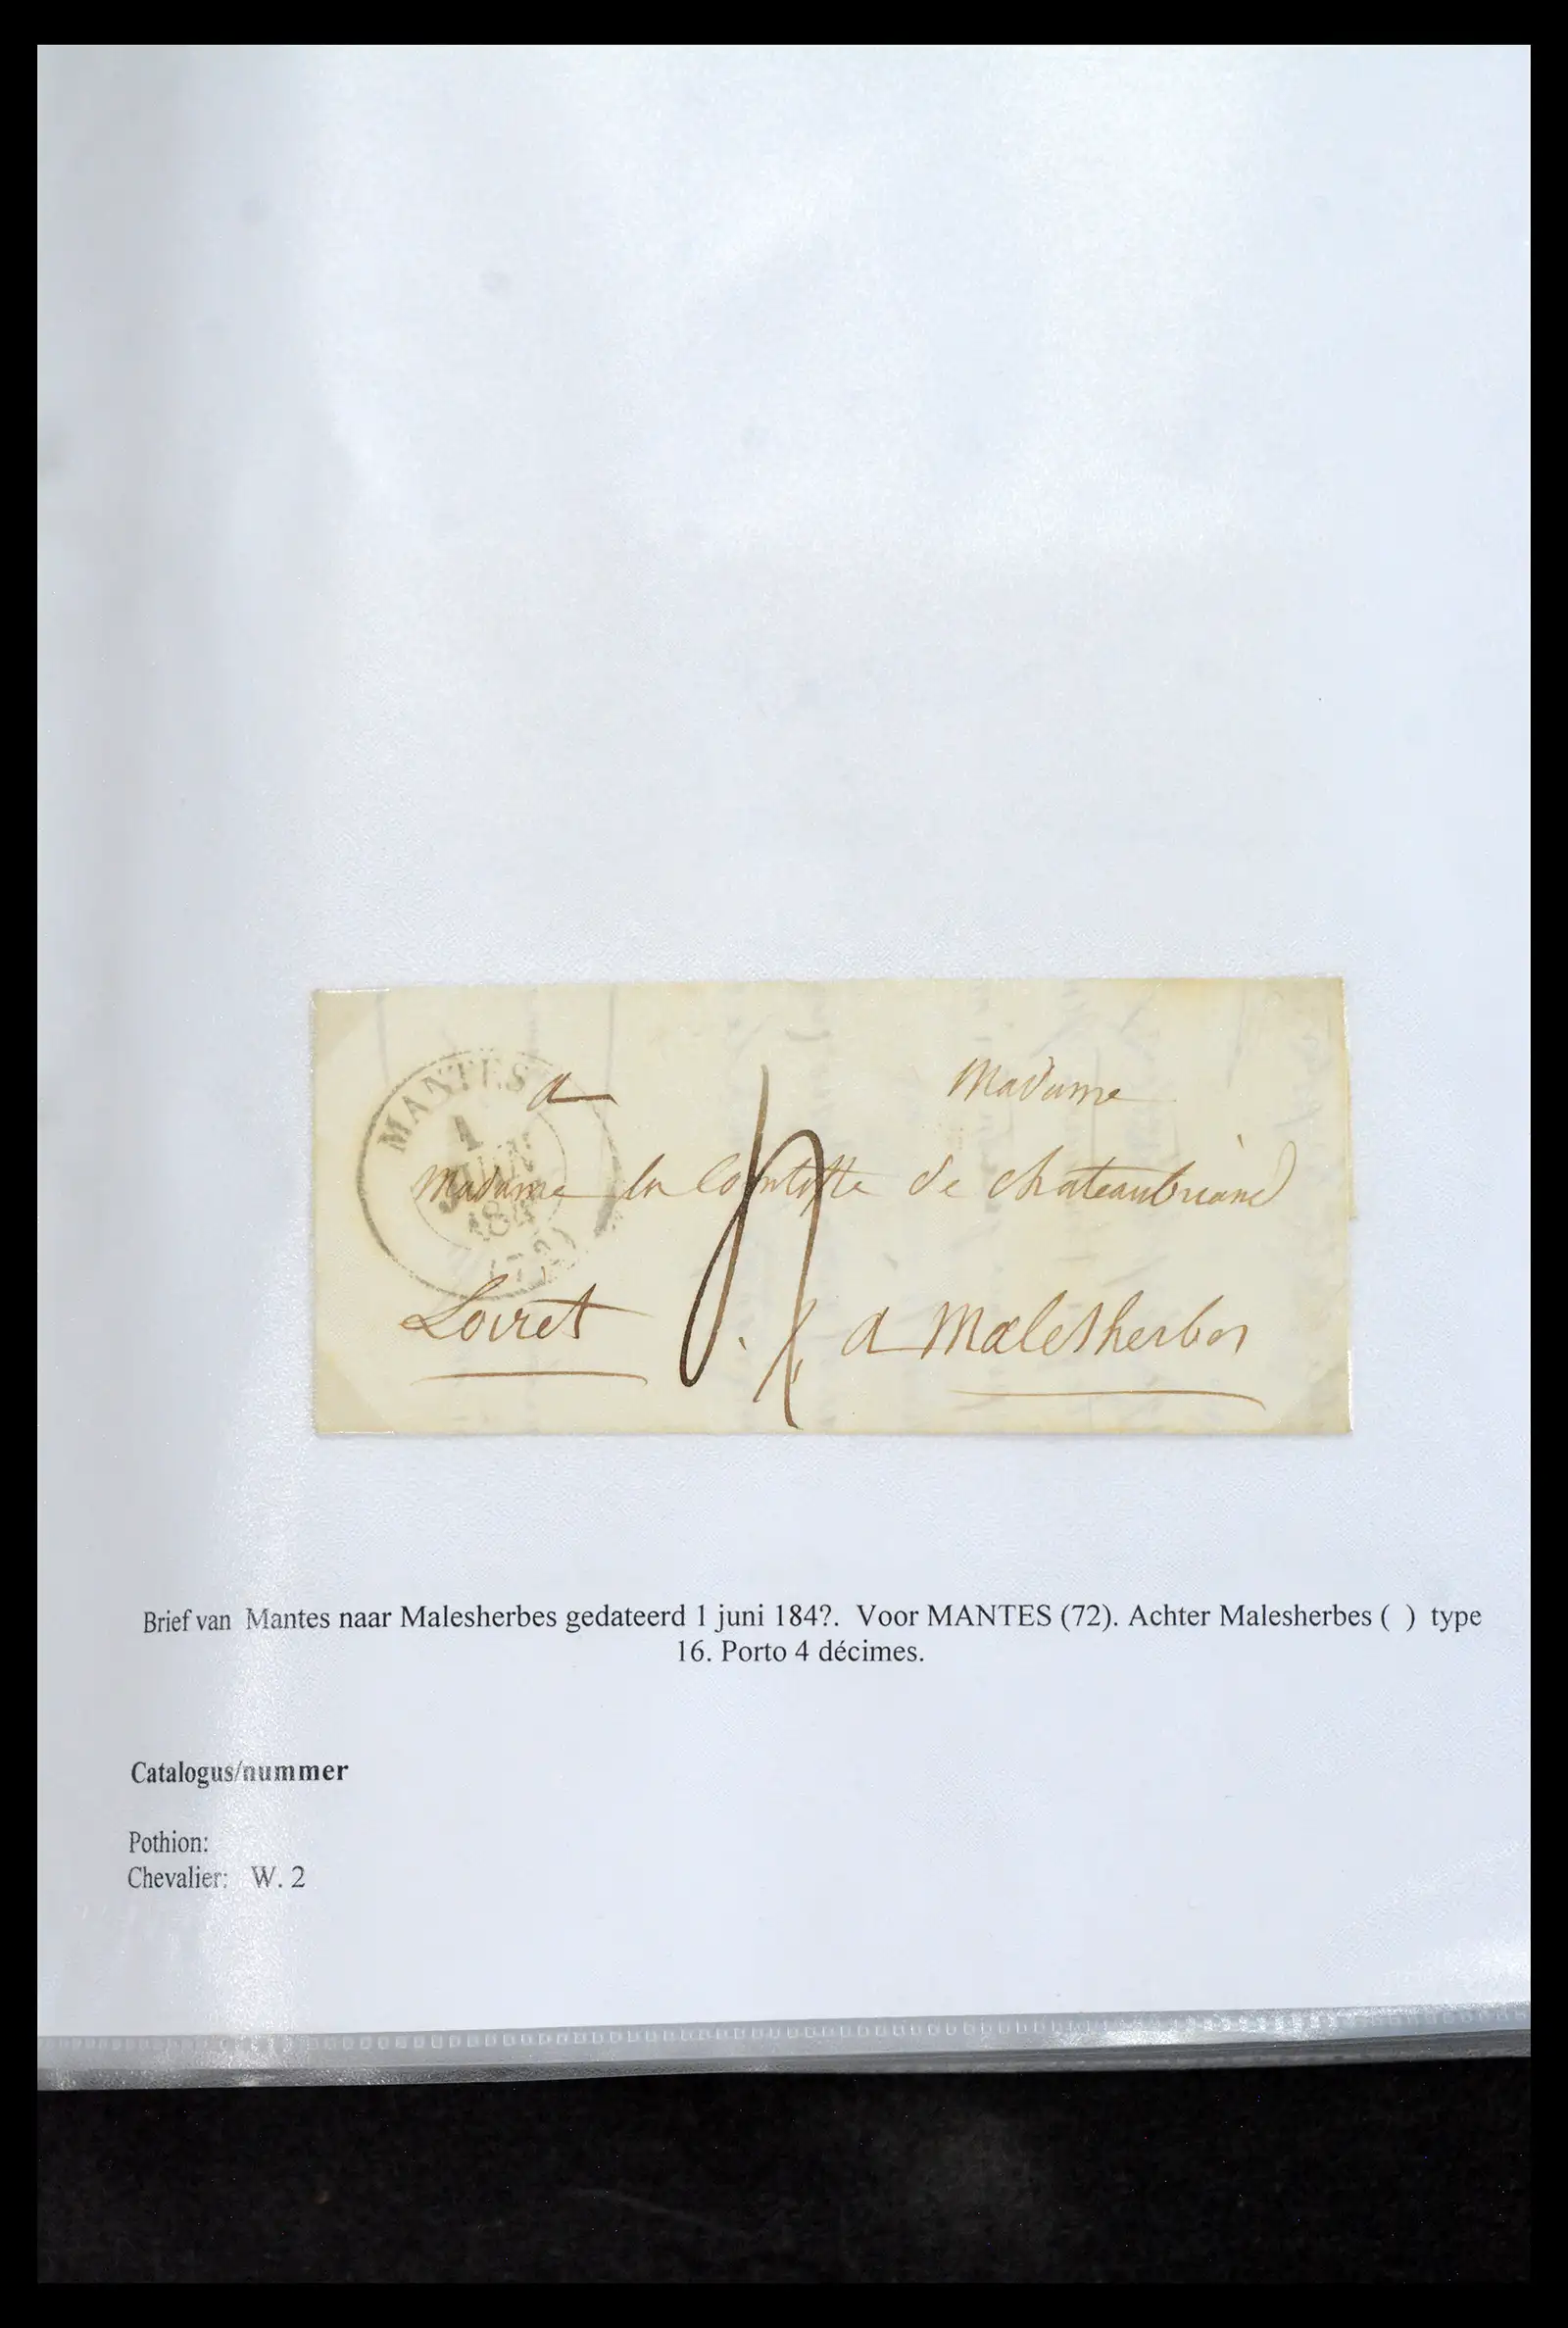 MANTES
1
JUIN
184
(72)
a Madame
Madame la Comtesse de chateaubriand
Loiret 4 a Malesherbes
Brief van Mantes naar Malesherbes gedateerd 1 juni 184?. Voor MANTES (72). Achter Malesherbes ( ) type
16. Porto 4 décimes.
Catalogus/nummer
Pothion:
Chevalier: W. 2